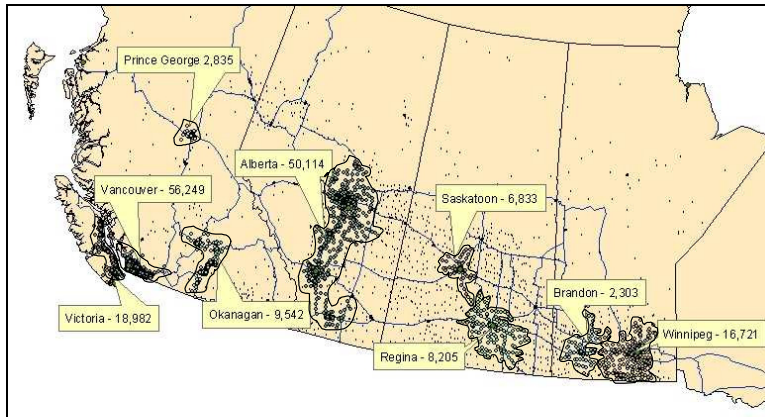 Prince George 2,835
Alberta - 50,114
Vancouver - 56,249
Saskatoon - 6,833
Brandon - 2,303
Victoria - 18,982
Okanagan - 9,542
Winnipeg - 16,721
Regina - 8,205